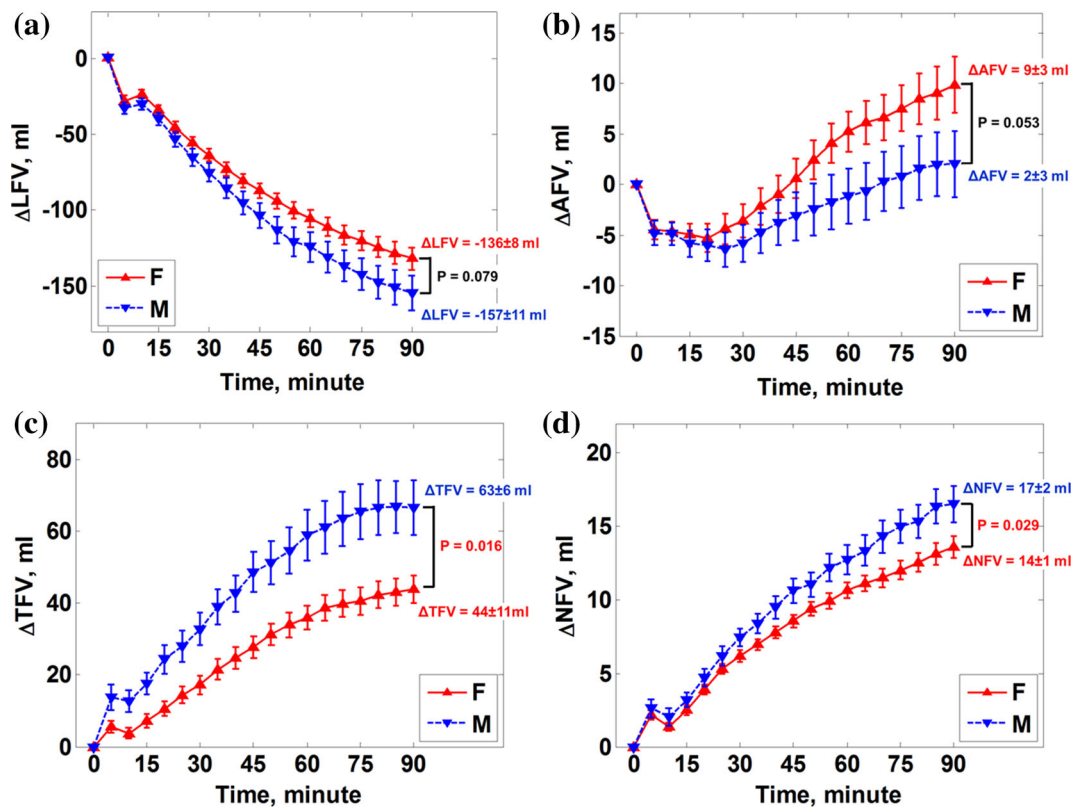 (a)
ΔLFV, ml
0
-50
-100
-150
ΔLFV = -136±8 ml
P = 0.079
ΔLFV = -157±11 ml
F
M
0 15 30 45 60 75 90
Time, minute
(b)
ΔAFV, ml
15
10
5
0
-5
-10
-15
ΔAFV = 9±3 ml
P = 0.053
ΔAFV = 2±3 ml
F
M
0 15 30 45 60 75 90
Time, minute
(c)
ΔTFV, ml
80
60
40
20
0
ΔTFV = 63±6 ml
P = 0.016
ΔTFV = 44±11ml
F
M
0 15 30 45 60 75 90
Time, minute
(d)
ΔNFV, ml
20
15
10
5
0
ΔNFV = 17±2 ml
P = 0.029
ΔNFV = 14±1 ml
F
M
0 15 30 45 60 75 90
Time, minute